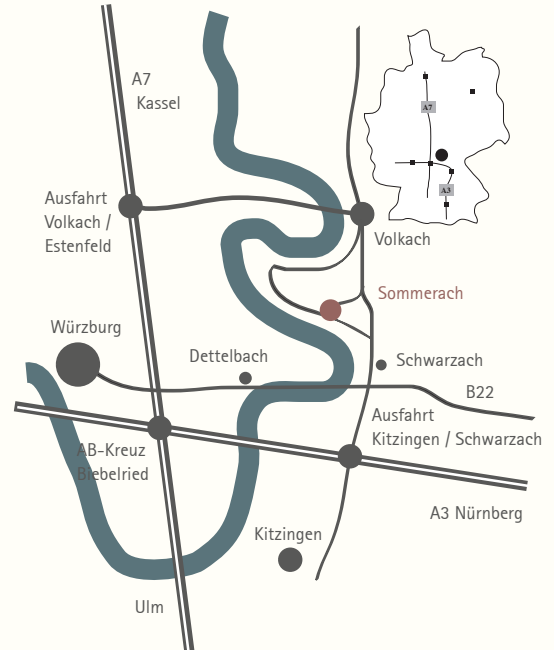 A7
Kassel
A7
A3
Ausfahrt
Volkach /
Estenfeld
Volkach
Sommerach
Würzburg
Dettelbach
Schwarzach
B22
Ausfahrt
Kitzingen / Schwarzach
AB-Kreuz
Biebelried
A3 Nürnberg
Kitzingen
Ulm